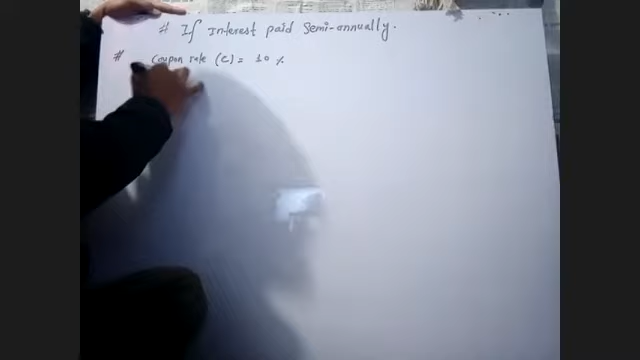 # If interest paid semi-annually.
# Coupon rate (C) = 10 %